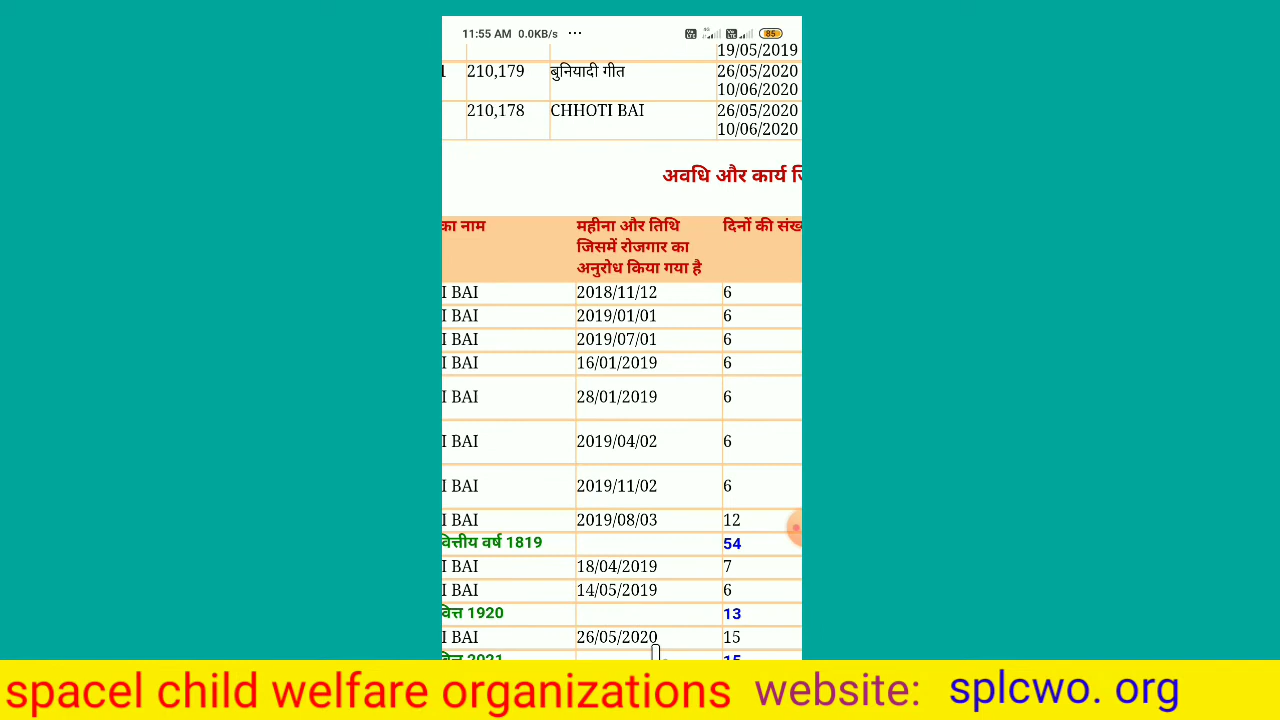 11:55 AM 0.0KB/s ... 85
19/05/2019
1 210,179 बुनियादी गीत 26/05/2020
10/06/2020
210,178 CHHOTI BAI 26/05/2020
10/06/2020
अवधि और कार्य
का नाम महीना और तिथि दिनों की संख्
जिसमें रोजगार का
अनुरोध किया गया है
I BAI 2018/11/12 6
I BAI 2019/01/01 6
I BAI 2019/07/01 6
I BAI 16/01/2019 6
I BAI 28/01/2019 6
I BAI 2019/04/02 6
I BAI 2019/11/02 6
I BAI 2019/08/03 12
वित्तीय वर्ष 1819 54
I BAI 18/04/2019 7
I BAI 14/05/2019 6
वित्त 1920 13
I BAI 26/05/2020 15
वित्त 2021 15
spacel child welfare organizations website: splcwo. org